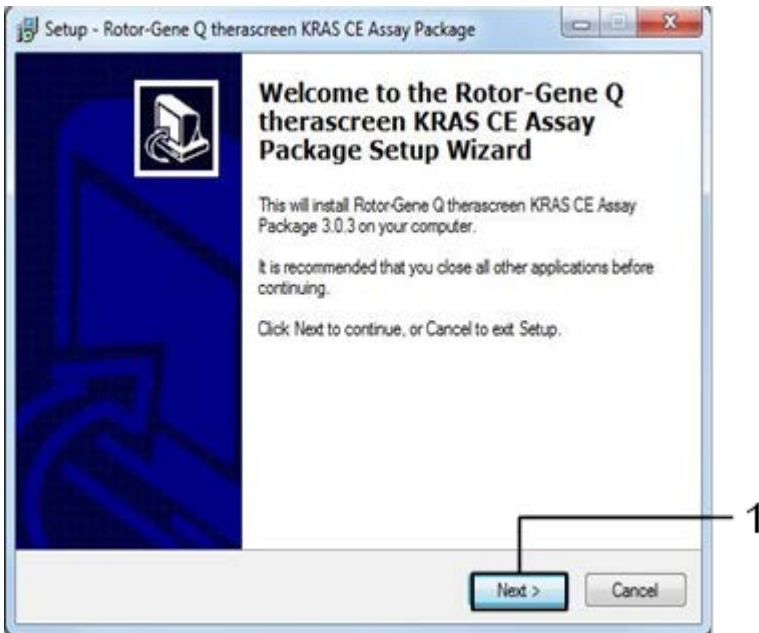 Setup - Rotor-Gene Q therascreen KRAS CE Assay Package
Welcome to the Rotor-Gene Q
therascreen KRAS CE Assay
Package Setup Wizard
This will install Rotor-Gene Q therascreen KRAS CE Assay
Package 3.0.3 on your computer.
It is recommended that you close all other applications before
continuing.
Click Next to continue, or Cancel to exit Setup.
1
Next > Cancel